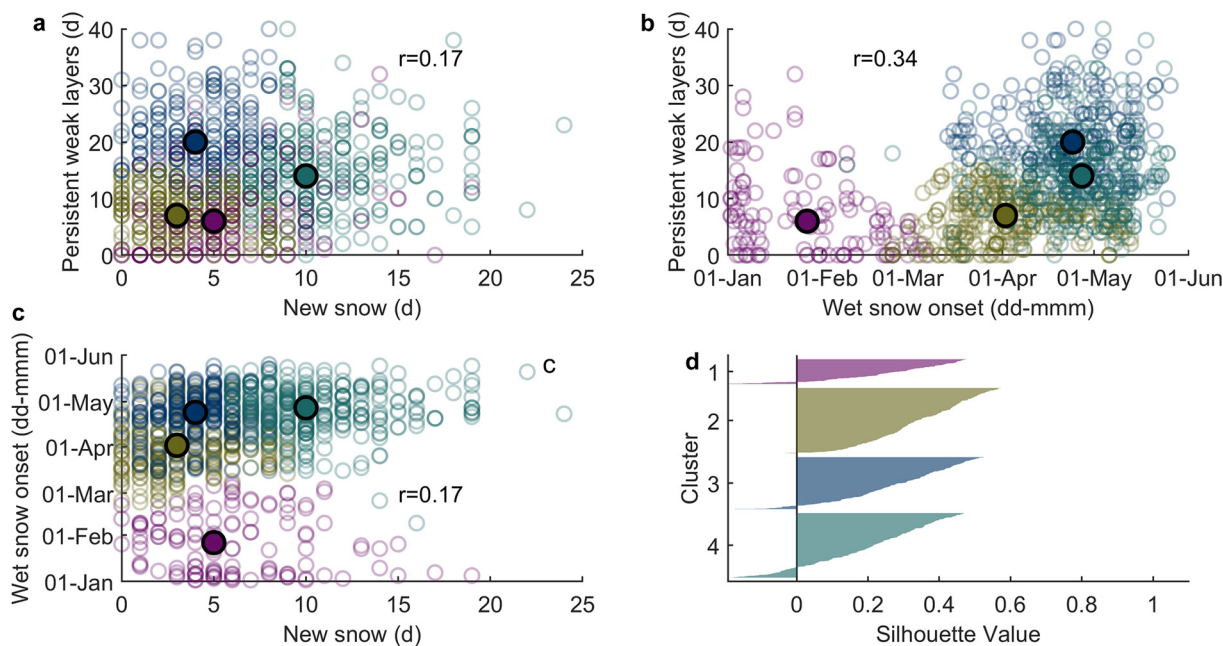 a
Persistent weak layers (d)
40
30
20
10
0
r=0.17
0 5 10 15 20 25
New snow (d)
b
Persistent weak layers (d)
40
30
20
10
0
r=0.34
01-Jan 01-Feb 01-Mar 01-Apr 01-May 01-Jun
Wet snow onset (dd-mmm)
c
Wet snow onset (dd-mmm)
01-Jun
01-May
01-Apr
01-Mar
01-Feb
01-Jan
c
r=0.17
0 5 10 15 20 25
New snow (d)
d
Cluster
1
2
3
4
0 0.2 0.4 0.6 0.8 1
Silhouette Value